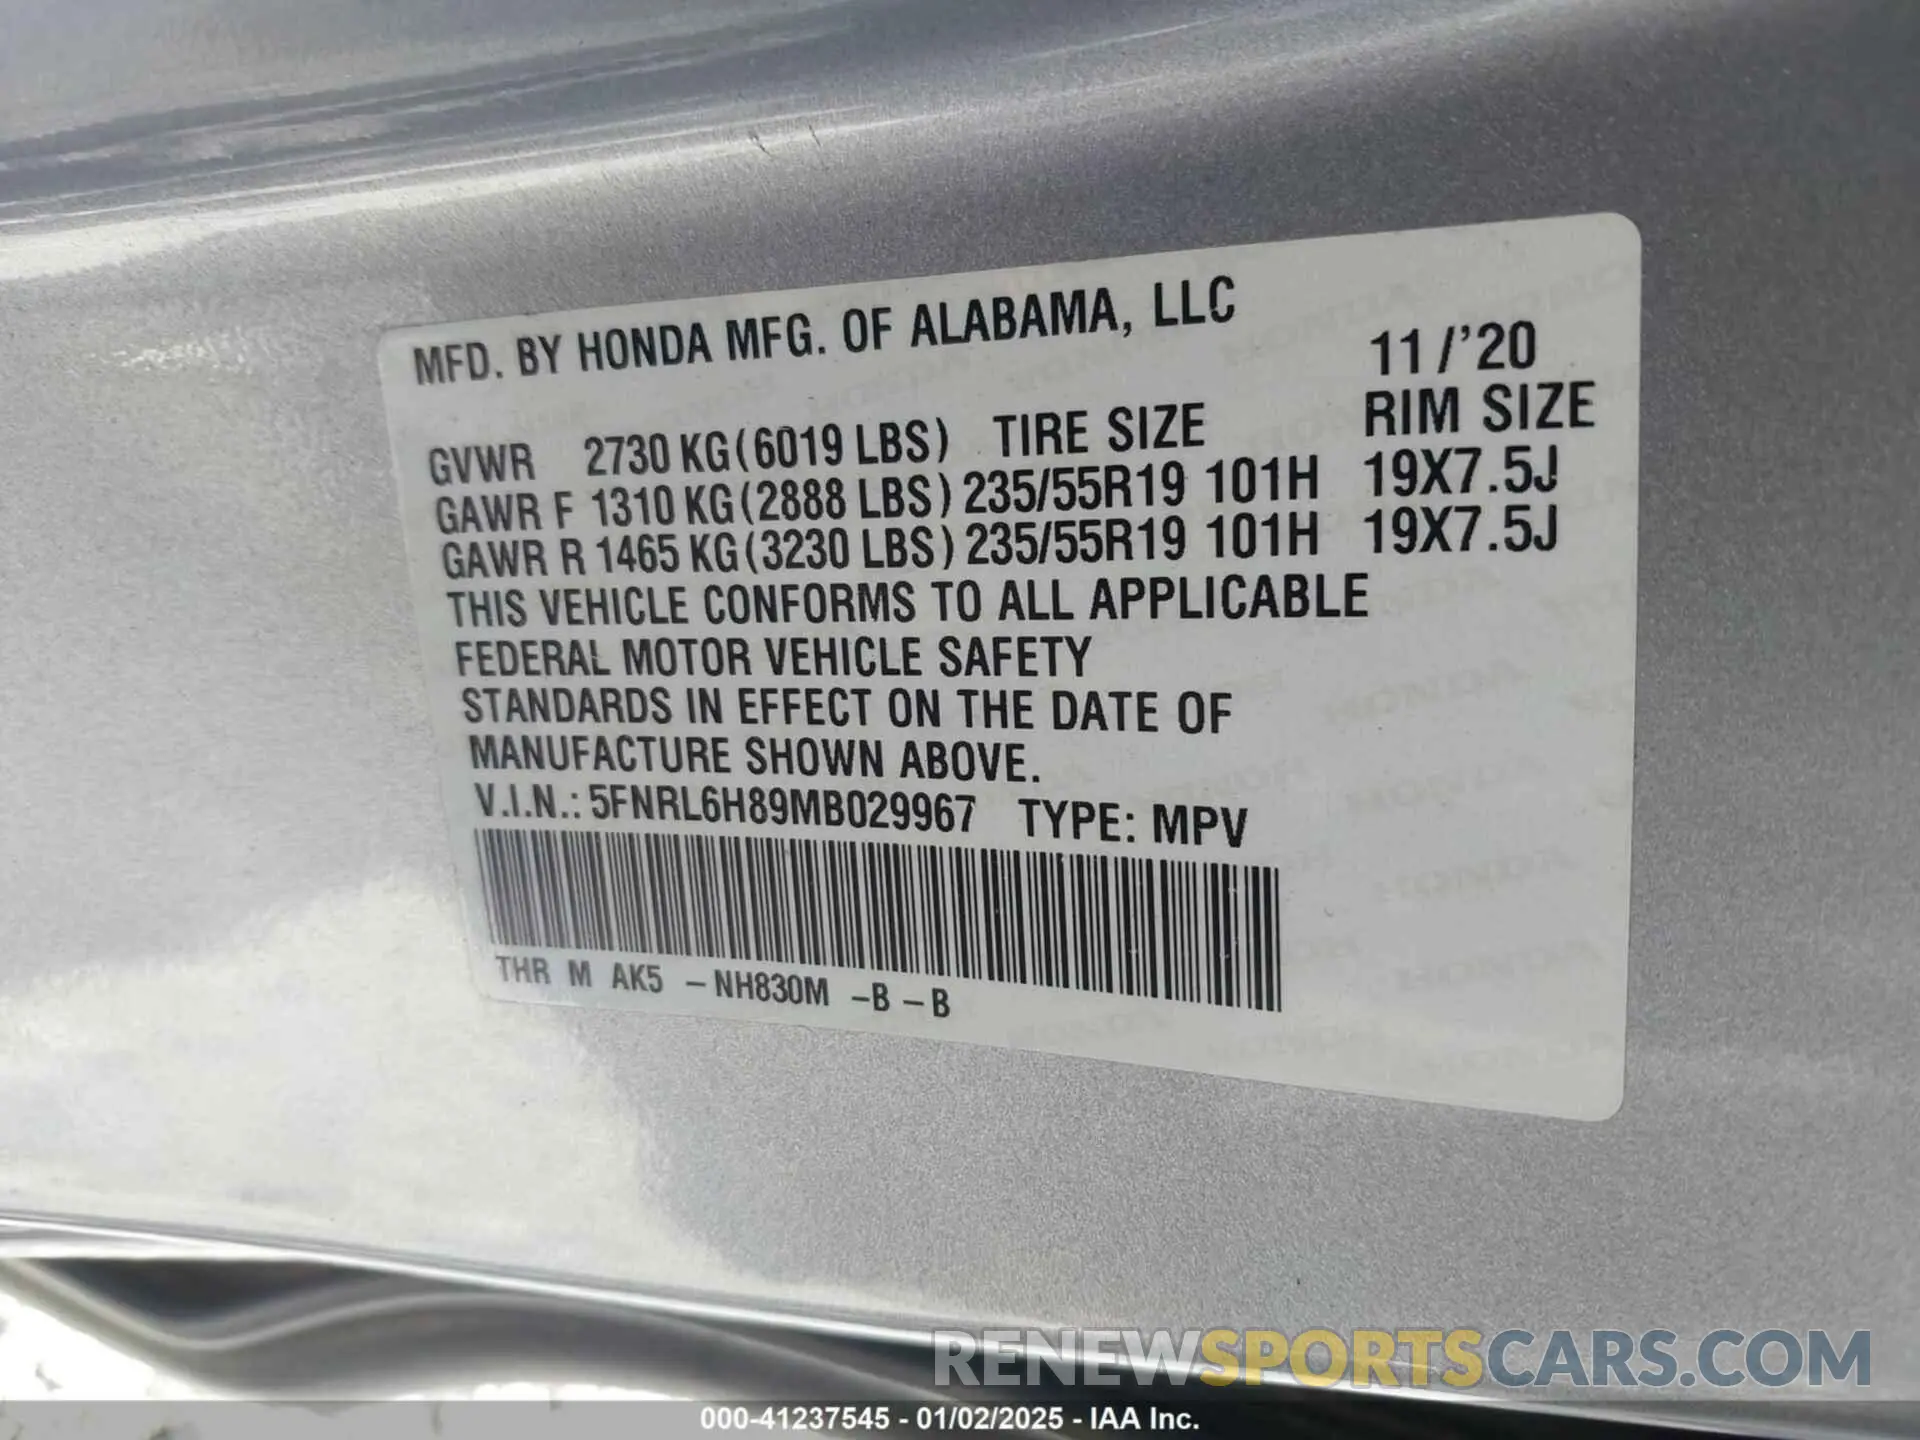 MFD. BY HONDA MFG. OF ALABAMA, LLC 11/'20
GVWR 2730 KG(6019 LBS) TIRE SIZE RIM SIZE
GAWR F 1310 KG(2888 LBS) 235/55R19 101H 19X7.5J
GAWR R 1465 KG(3230 LBS) 235/55R19 101H 19X7.5J
THIS VEHICLE CONFORMS TO ALL APPLICABLE
FEDERAL MOTOR VEHICLE SAFETY
STANDARDS IN EFFECT ON THE DATE OF
MANUFACTURE SHOWN ABOVE.
V.I.N.: 5FNRL6H89MB029967 TYPE: MPV
THR M AK5 -NH830M -B -B
RENEWSPORTSCARS.COM
000-41237545 - 01/02/2025 - IAA Inc.